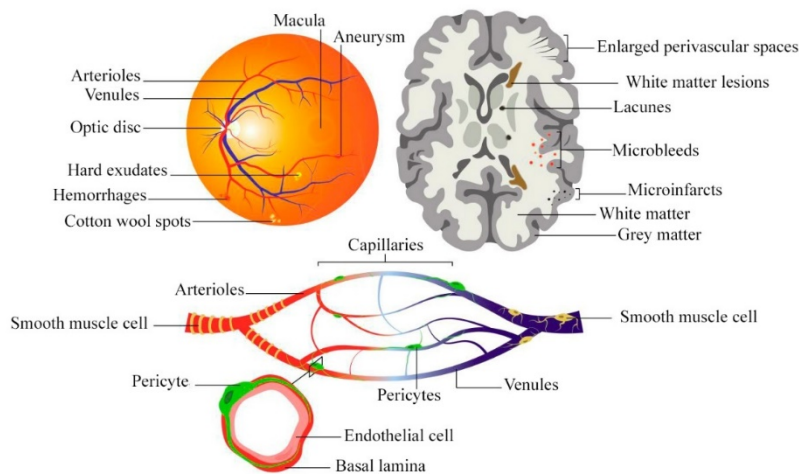 Macula
Aneurysm
Arterioles
Venules
Optic disc
Hard exudates
Hemorrhages
Cotton wool spots
Enlarged perivascular spaces
White matter lesions
Lacunes
Microbleeds
Microinfarcts
White matter
Grey matter
Capillaries
Arterioles
Smooth muscle cell
Smooth muscle cell
Pericyte
Pericytes
Venules
Endothelial cell
Basal lamina